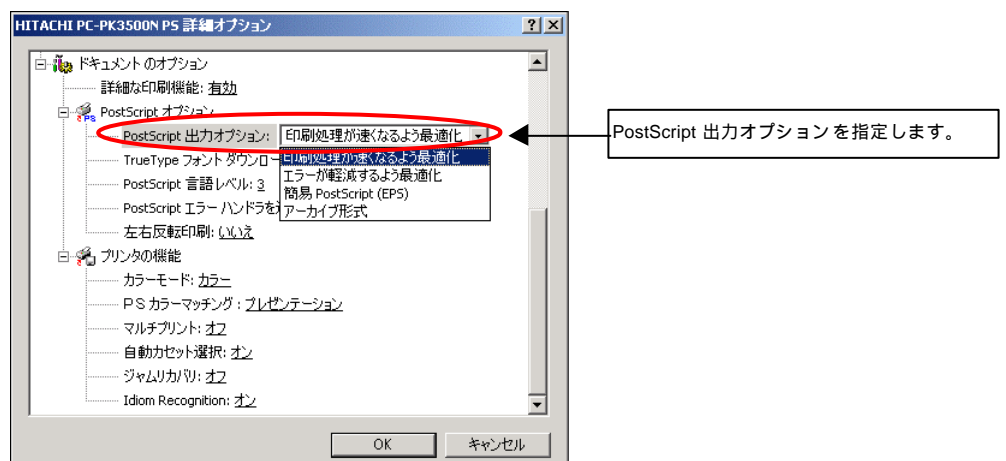 HITACHI PC-PK3500N PS 詳細オプション
ドキュメント のオプション
詳細な印刷機能: 有効
PostScript オプション
PostScript 出力オプション: 印刷処理が速くなるよう最適化
印刷処理が速くなるよう最適化
TrueType フォント ダウンロー
エラーが軽減するよう最適化
PostScript 言語レベル: 3
簡易 PostScript (EPS)
PostScript エラー ハンドラを
アーカイブ形式
左右反転印刷: いいえ
プリンタの機能
カラーモード: カラー
PS カラーマッチング : プレゼンテーション
マルチプリント: オフ
自動カセット選択: オン
ジャムリカバリ: オフ
Idiom Recognition: オン
OK キャンセル
PostScript 出力オプションを指定します。